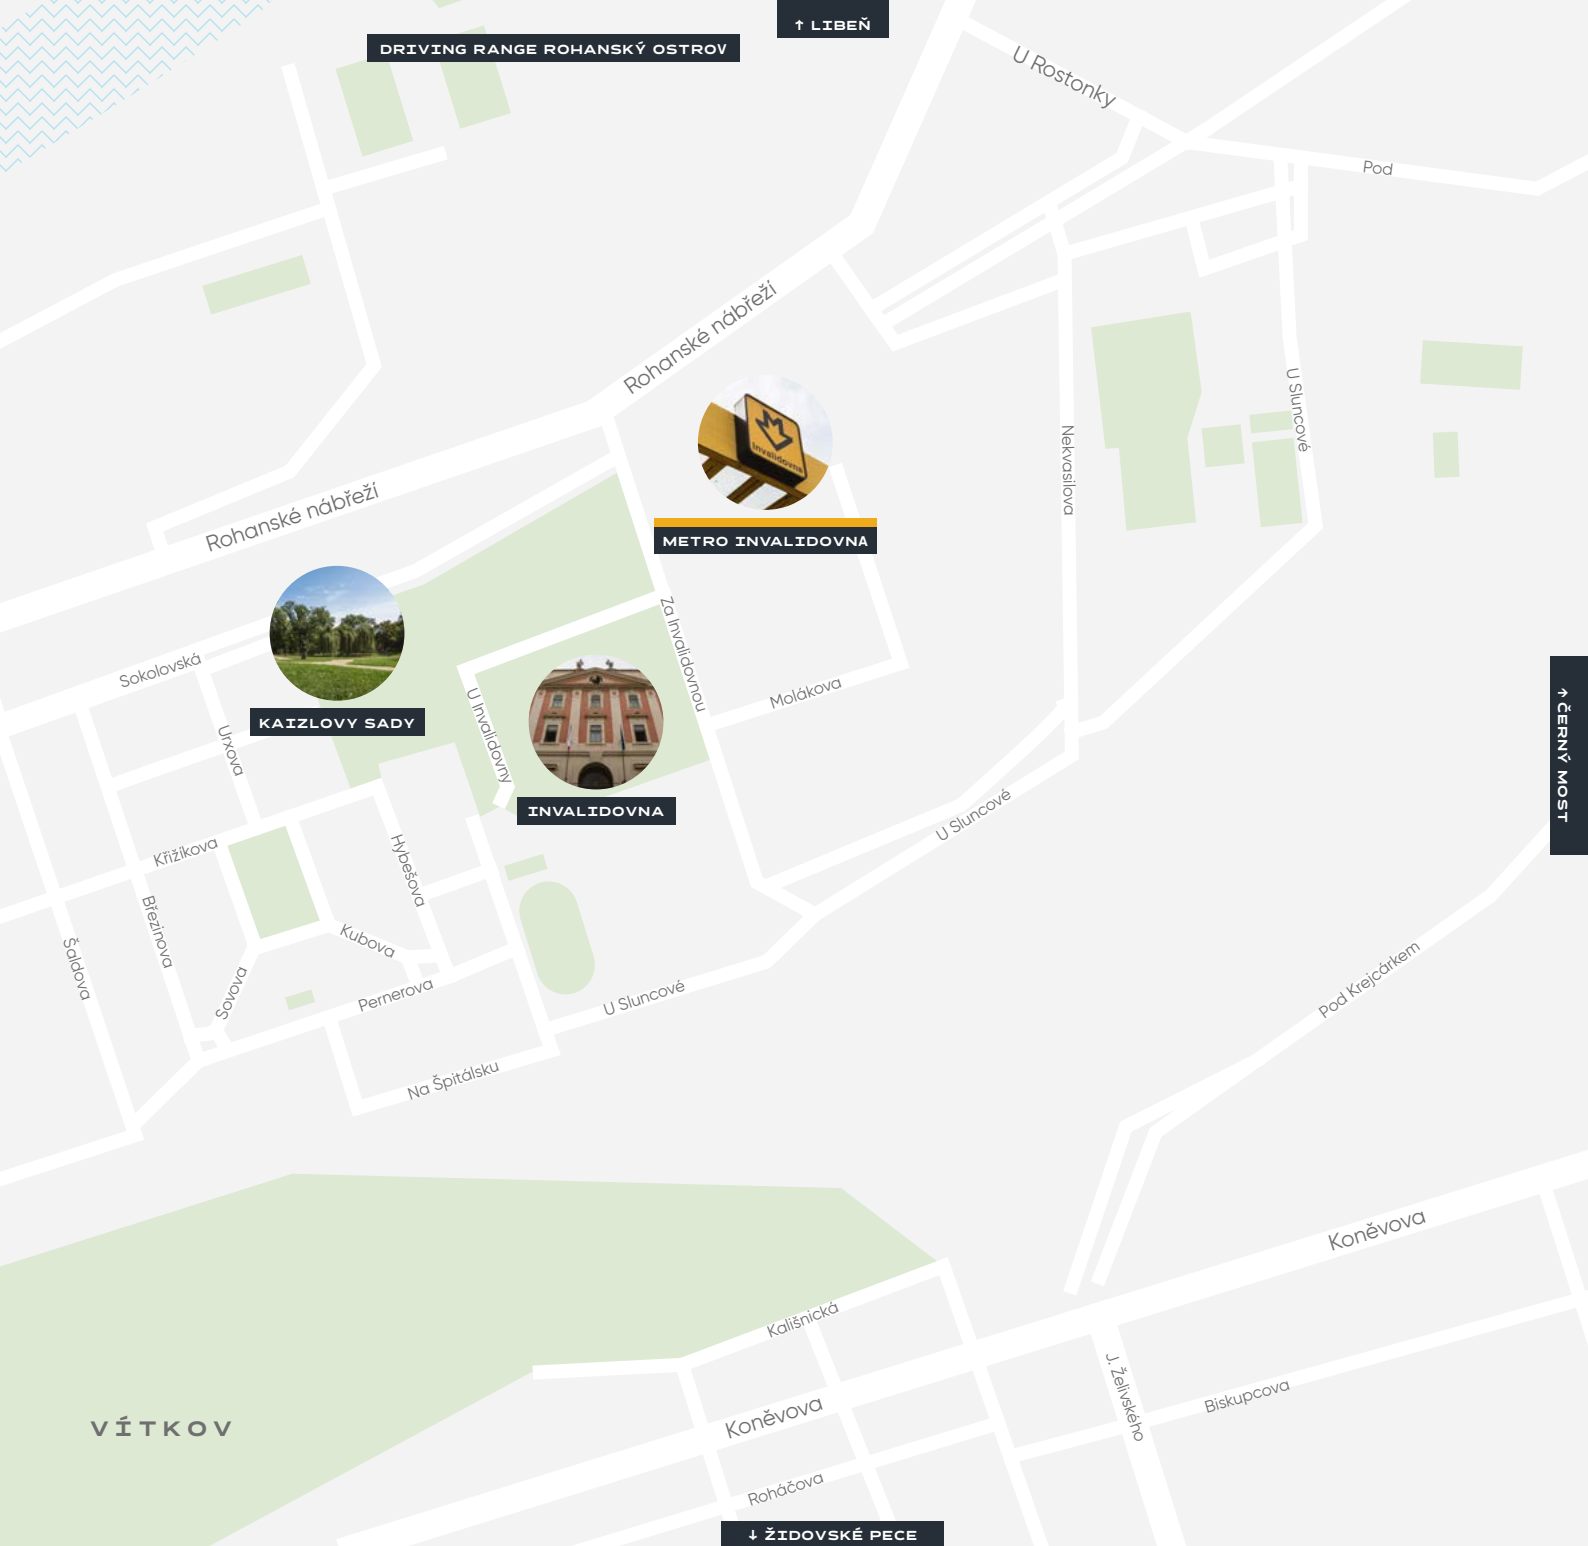 ↑ LIBEŇ
DRIVING RANGE ROHANSKÝ OSTROV
U Rostonky
Pod
Rohanské nábřeží
U Sluncové
Nekvasilova
Invalidovna
METRO INVALIDOVNA
Rohanské nábřeží
Sokolovská
KAIZLOVY SADY
Za Invalidovnou
U Invalidovny
Molákova
↑ ČERNÝ MOST
Urxova
INVALIDOVNA
U Sluncové
Křižíkova
Hybešova
Březinova
Kubova
Šaldova
Sovova
Pernerova
U Sluncové
Pod Krejcárkem
Na Špitálsku
Koněvova
Kališnická
J. Želivského
Biskupcova
Koněvova
VÍTKOV
Roháčova
↓ ŽIDOVSKÉ PECE